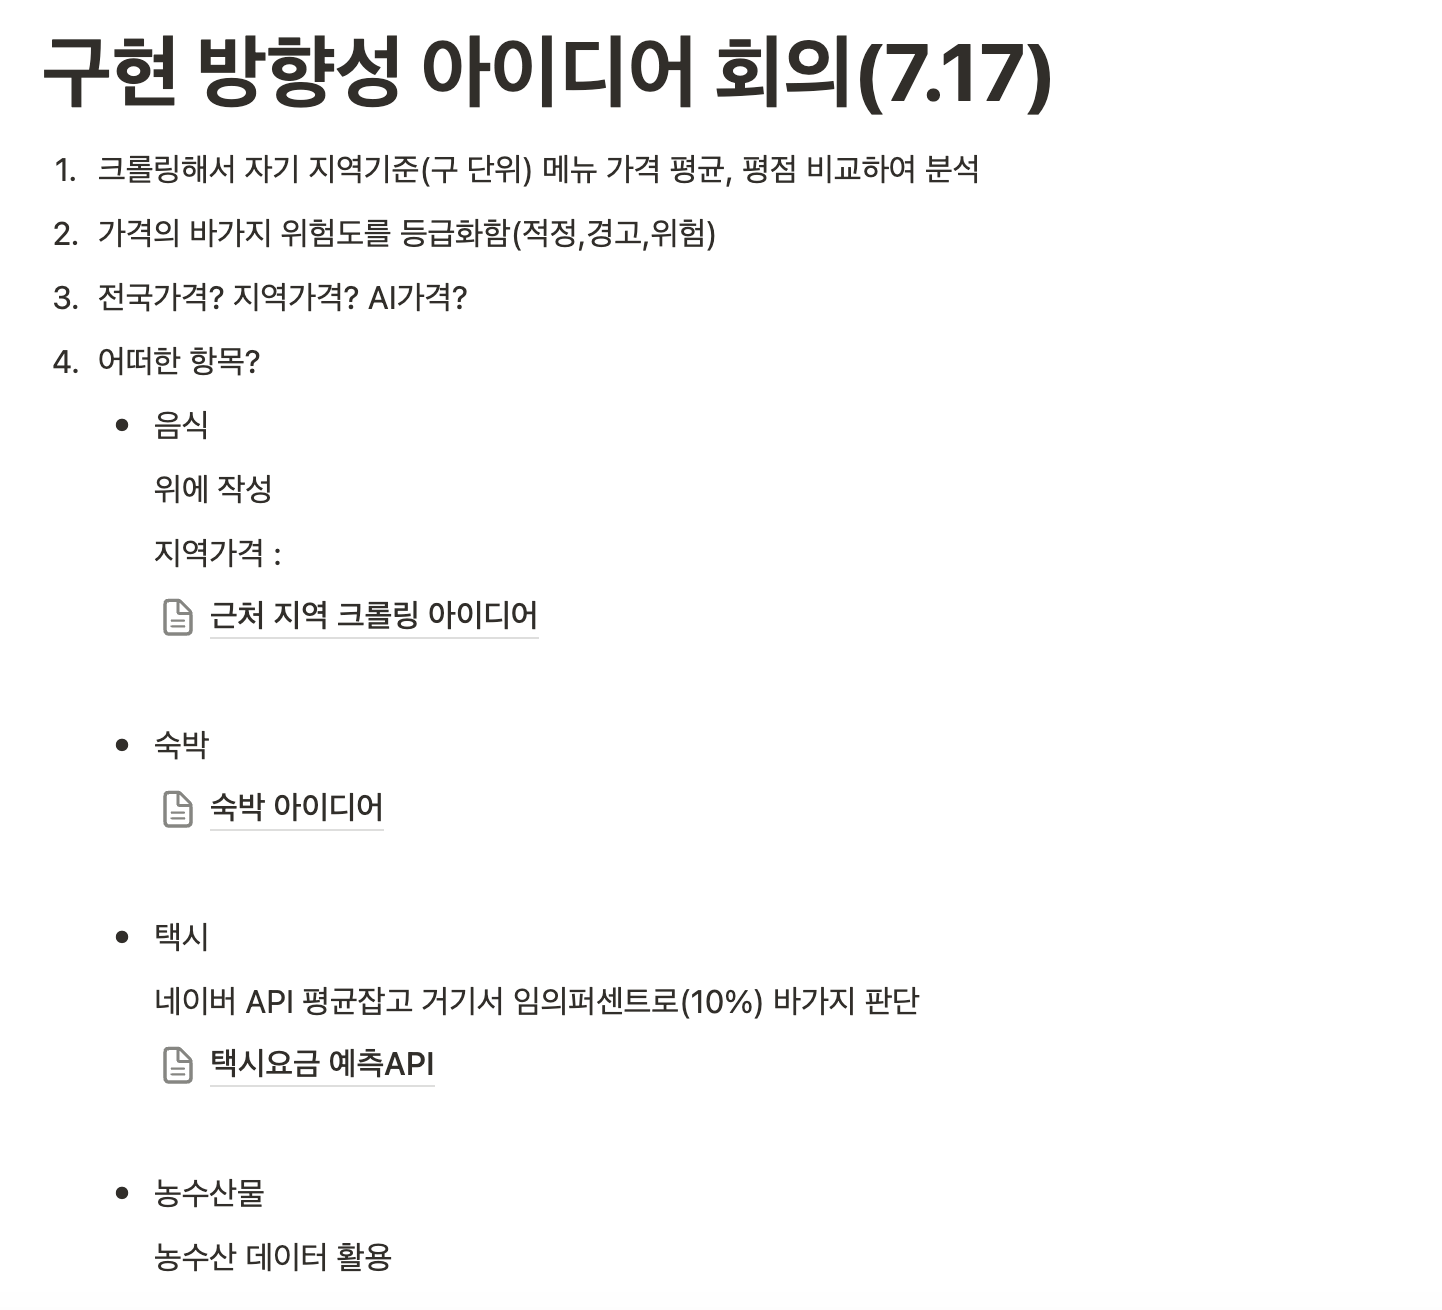 구현 방향성 아이디어 회의(7.17)
1. 크롤링해서 자기 지역기준(구 단위) 메뉴 가격 평균, 평점 비교하여 분석
2. 가격의 바가지 위험도를 등급화함(적정,경고,위험)
3. 전국가격? 지역가격? AI가격?
4. 어떠한 항목?
• 음식
위에 작성
지역가격 :
근처 지역 크롤링 아이디어
• 숙박
숙박 아이디어
• 택시
네이버 API 평균잡고 거기서 임의퍼센트로(10%) 바가지 판단
택시요금 예측API
• 농수산물
농수산 데이터 활용